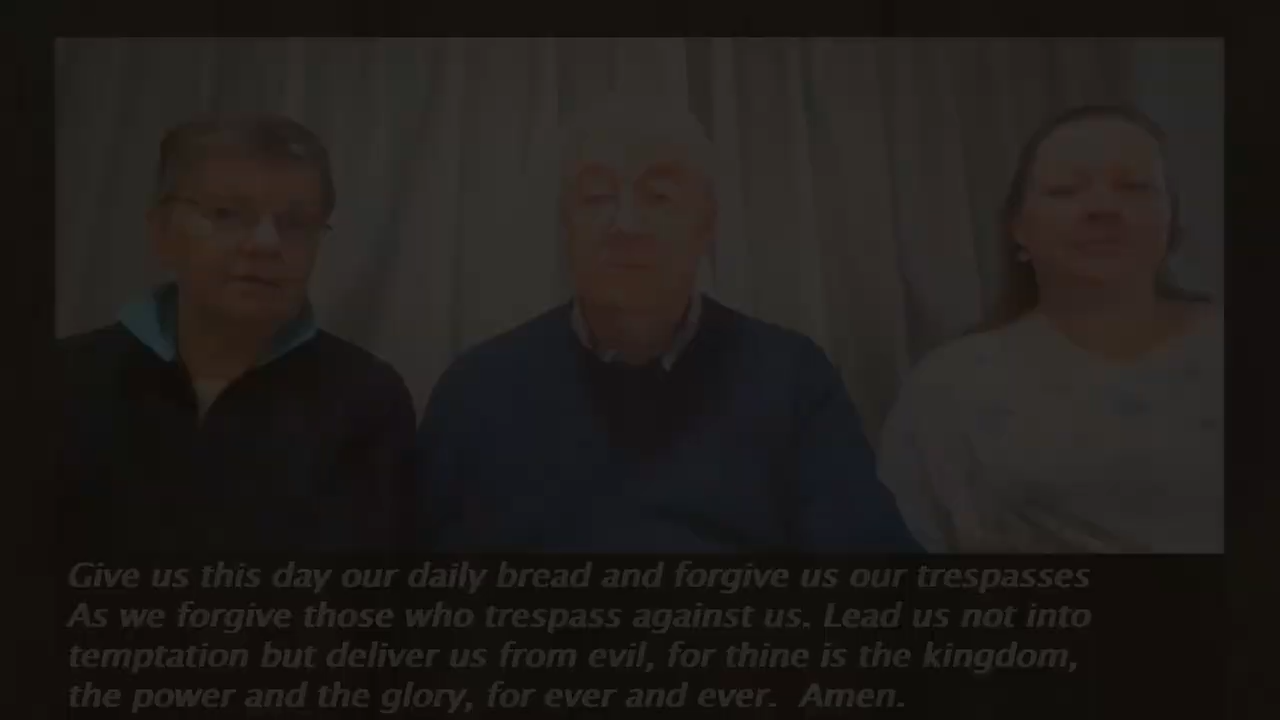 Give us this day our daily bread and forgive us our trespasses
As we forgive those who trespass against us. Lead us not into
temptation but deliver us from evil, for thine is the kingdom,
the power and the glory, for ever and ever. Amen.